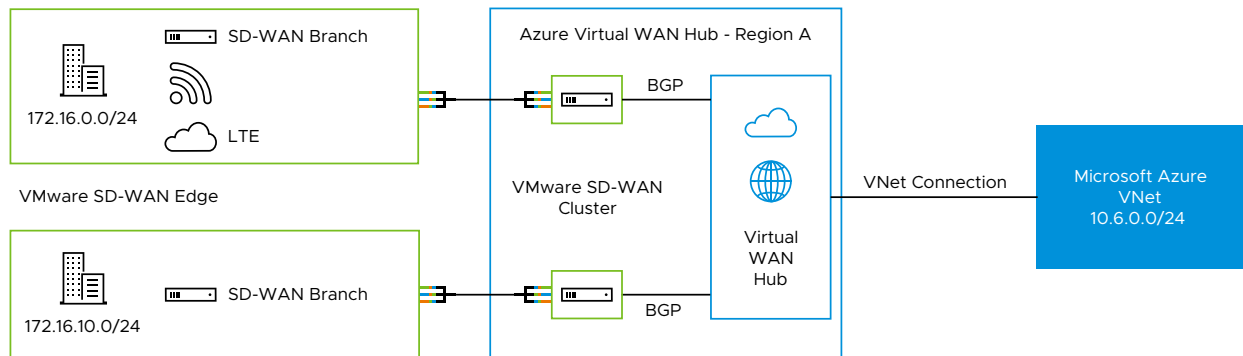 SD-WAN Branch
172.16.0.0/24
LTE
VMware SD-WAN Edge
SD-WAN Branch
172.16.10.0/24
Azure Virtual WAN Hub - Region A
BGP
VMware SD-WAN
Cluster
BGP
Virtual
WAN
Hub
VNet Connection
Microsoft Azure
VNet
10.6.0.0/24